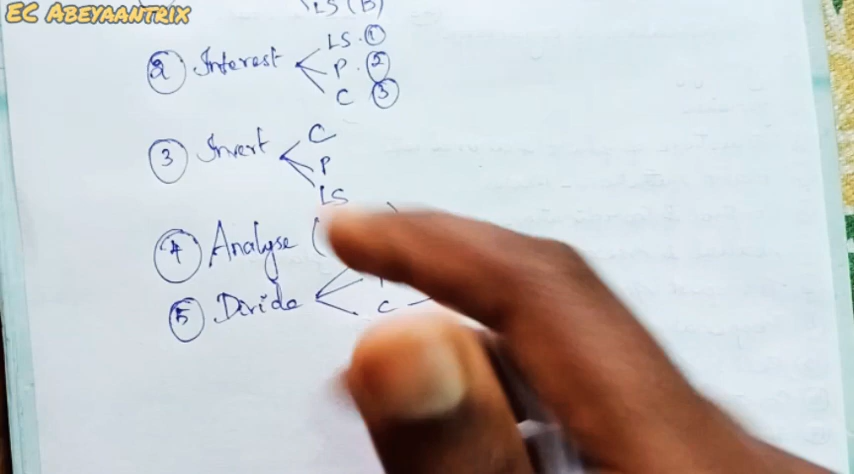 EC ABEYAANTRIX
LS (B)
② Interest LS . ①
P . ②
C ③
③ Invert C
P
LS
④ Analyse (
⑤ Divide
C